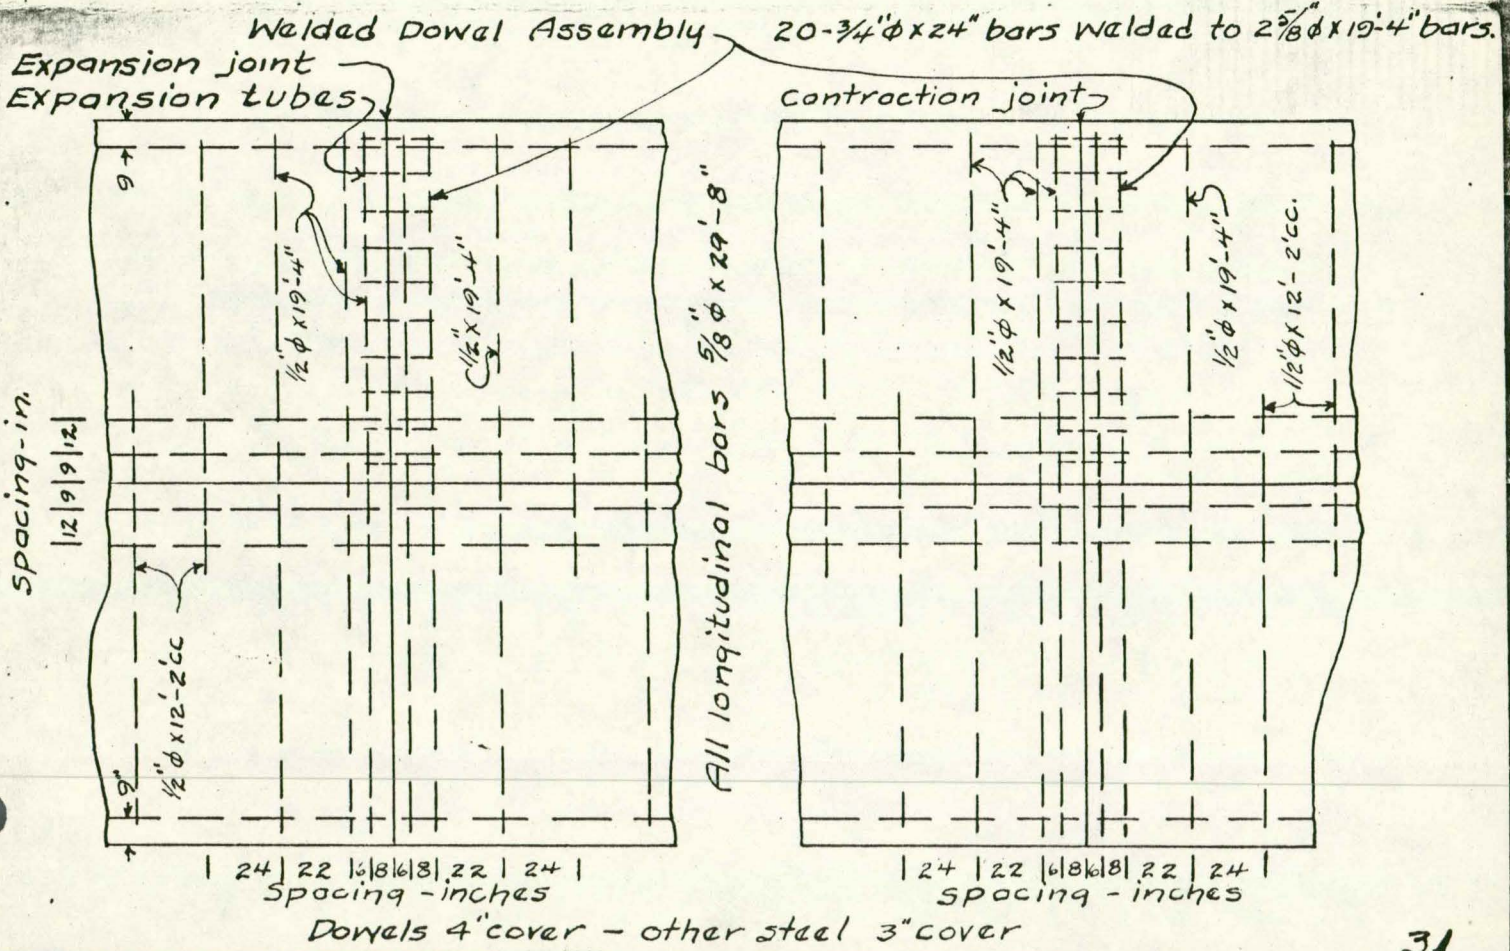 Welded Dowel Assembly
20-3/4"ϕ x 24" bars welded to 2 5/8"ϕ x 19'-4" bars.
Expansion joint
Expansion tubes
Contraction joint
9"
1/2"ϕ x 19'-4"
1/2" x 19'-4"
All longitudinal bars 5/8"ϕ x 29'-8"
1/2"ϕ x 19'-4"
1/2"ϕ x 19'-4"
1/2"ϕ x 12'-2'cc.
Spacing-in.
|12|9|9|12|
1/2"ϕ x 12'-2'cc
9"
| 24 | 22 |6|8|6|8| 22 | 24 |
Spacing - inches
| 24 | 22 |6|8|6|8| 22 | 24 |
Spacing - inches
Dowels 4" cover - other steel 3" cover
31